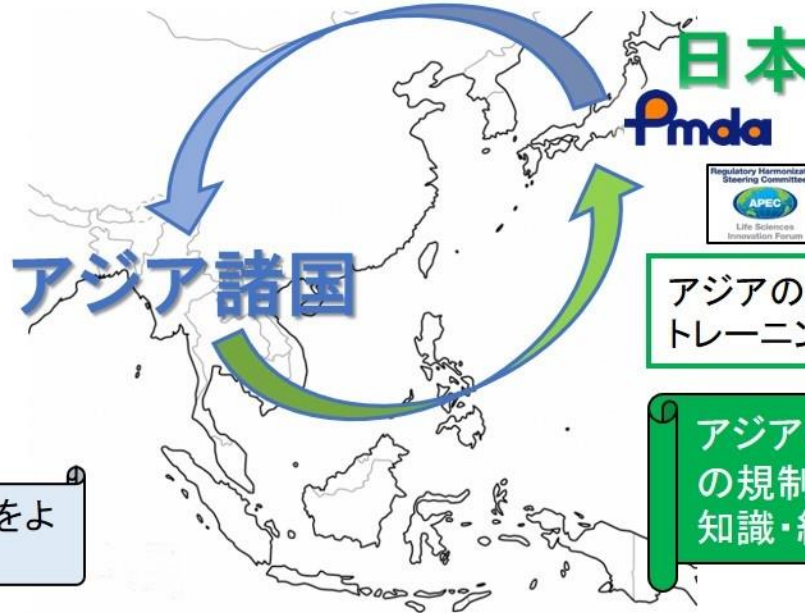 日本
Pmda
Regulatory Harmonizat
Steering Committee
APEC
Life Sciences
Innovation Forum
アジア諸国
アジアの
トレーニン
アジア
の規制
知識・
をよ